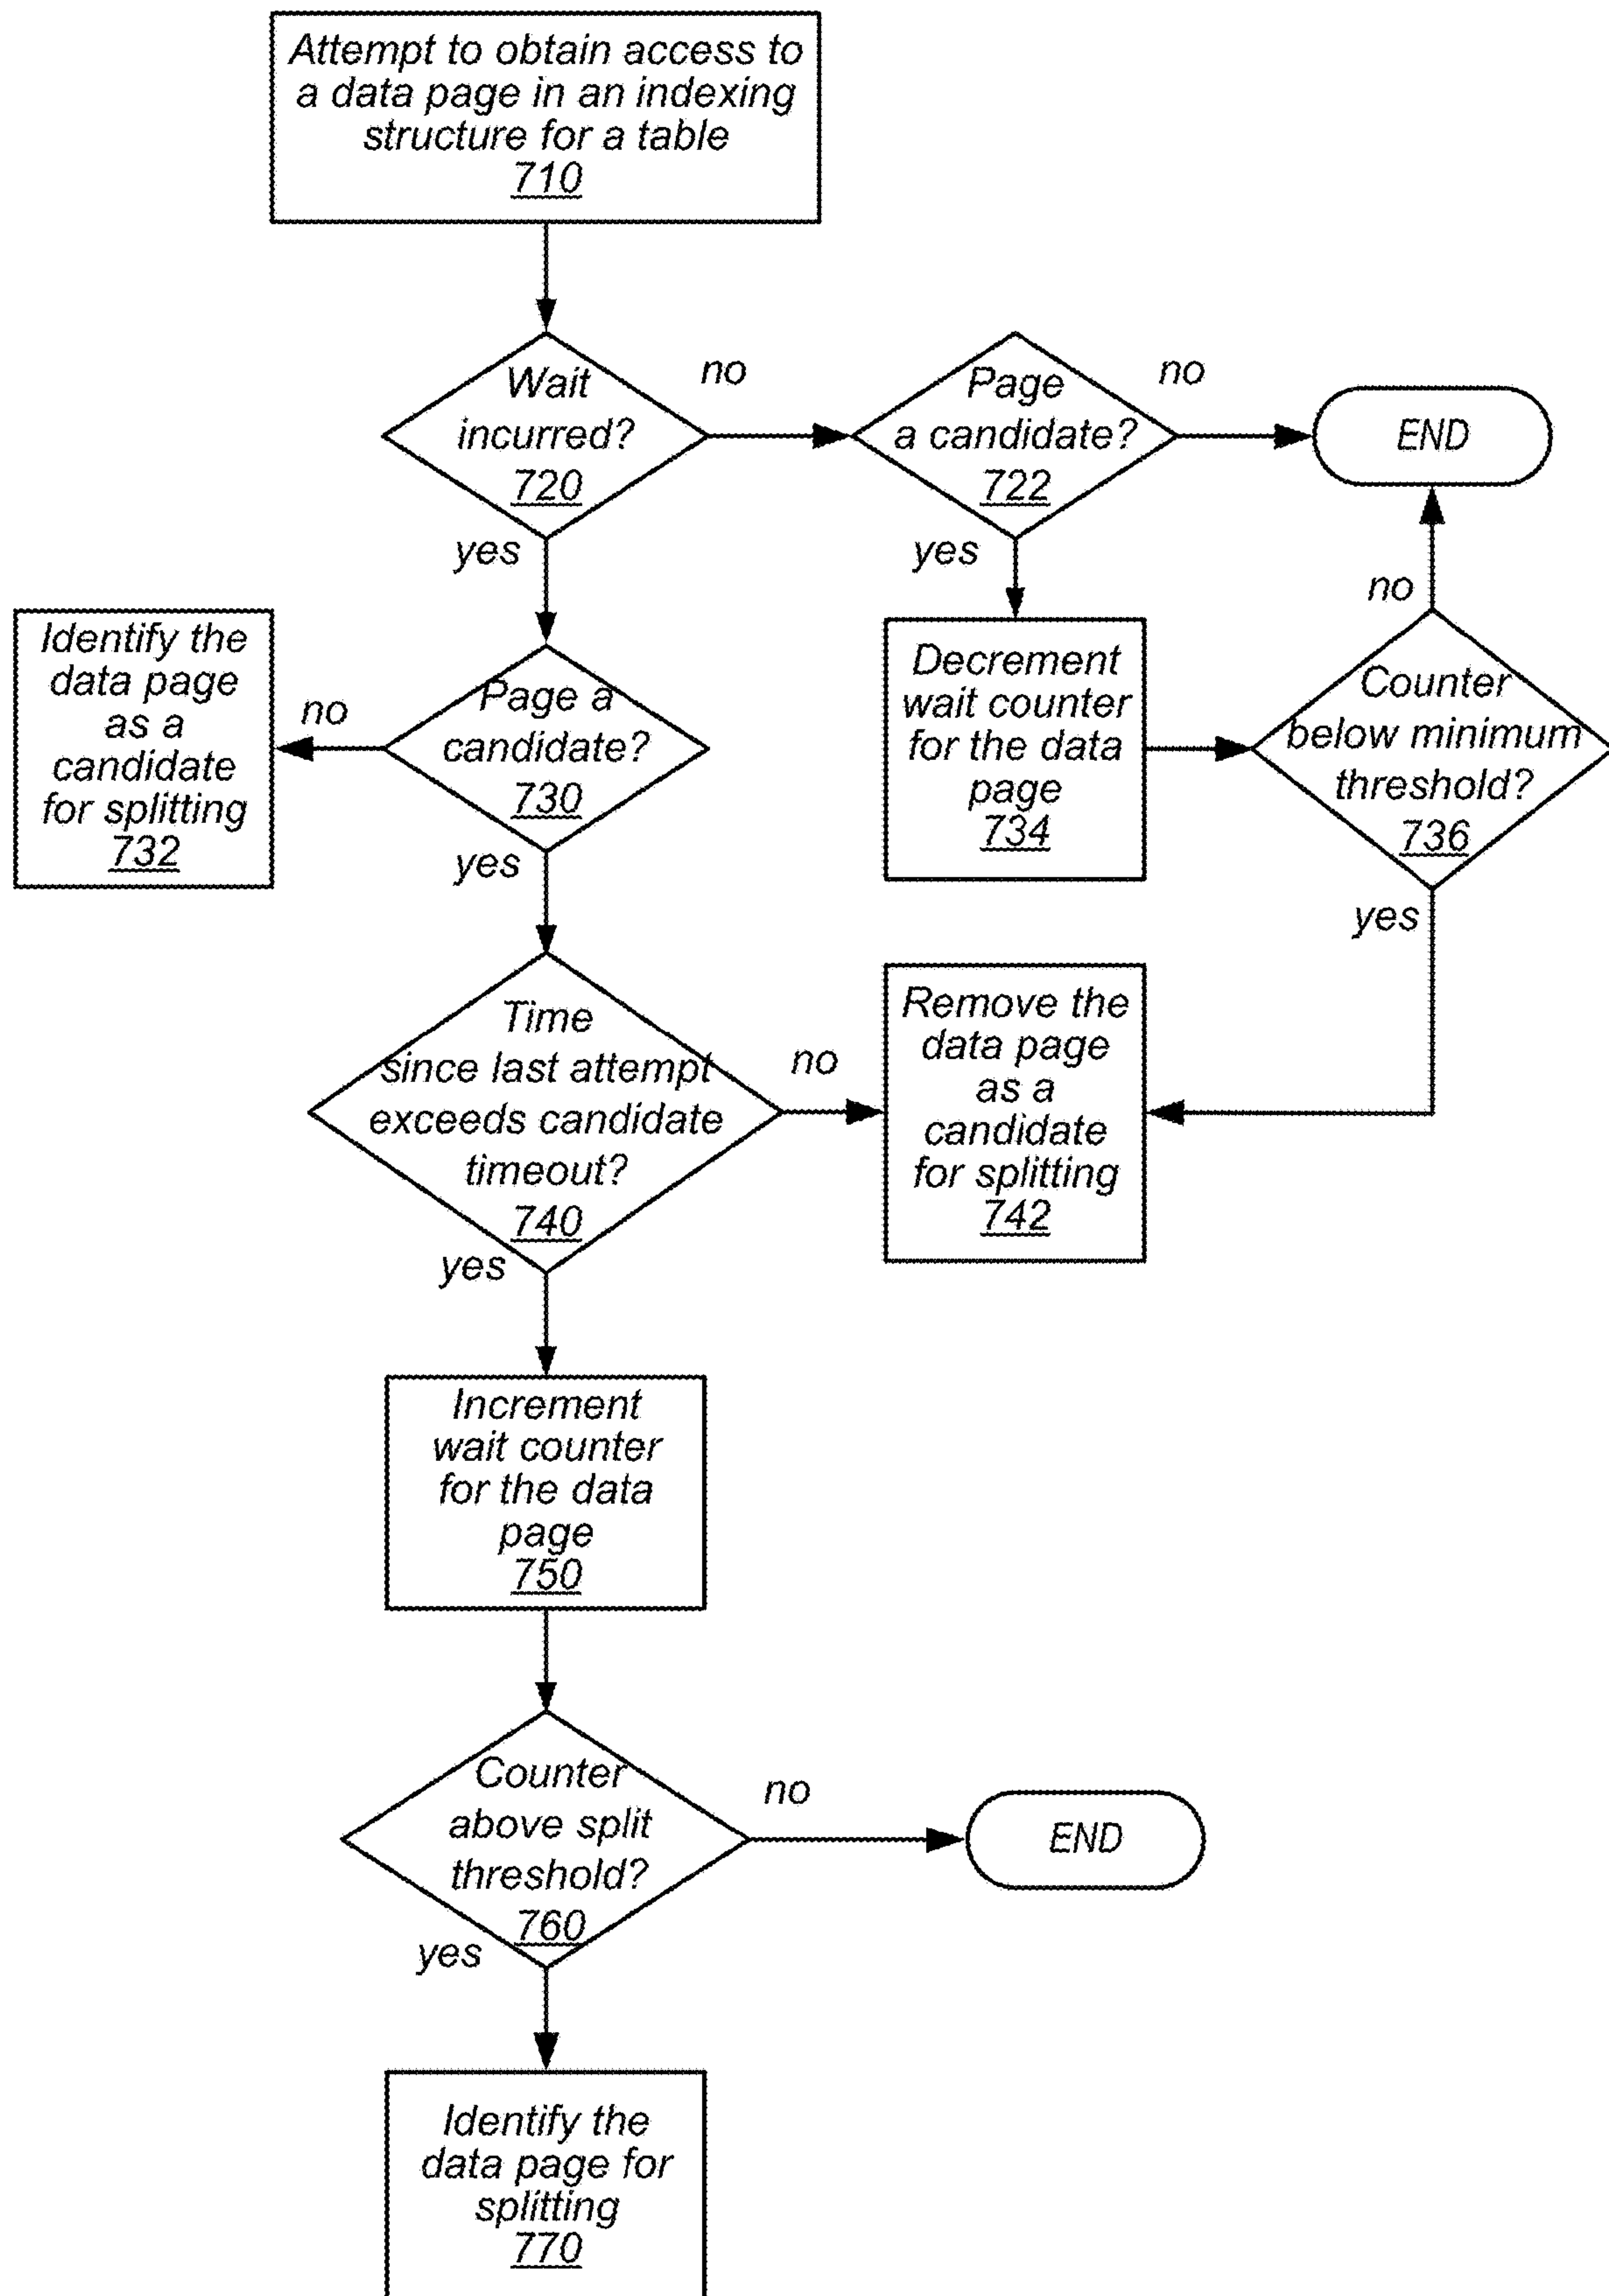 Attempt to obtain access to
a data page in an indexing
structure for a table
710
Wait
incurred?
720
no
yes
Page
a candidate?
722
no
yes
END
Identify the
data page
as a
candidate
for splitting
732
no
Page a
candidate?
730
yes
Decrement
wait counter
for the data
page
734
no
Counter
below minimum
threshold?
736
yes
Time
since last attempt
exceeds candidate
timeout?
740
no
yes
Remove the
data page
as a
candidate
for splitting
742
Increment
wait counter
for the data
page
750
Counter
above split
threshold?
760
no
yes
END
Identify the
data page for
splitting
770